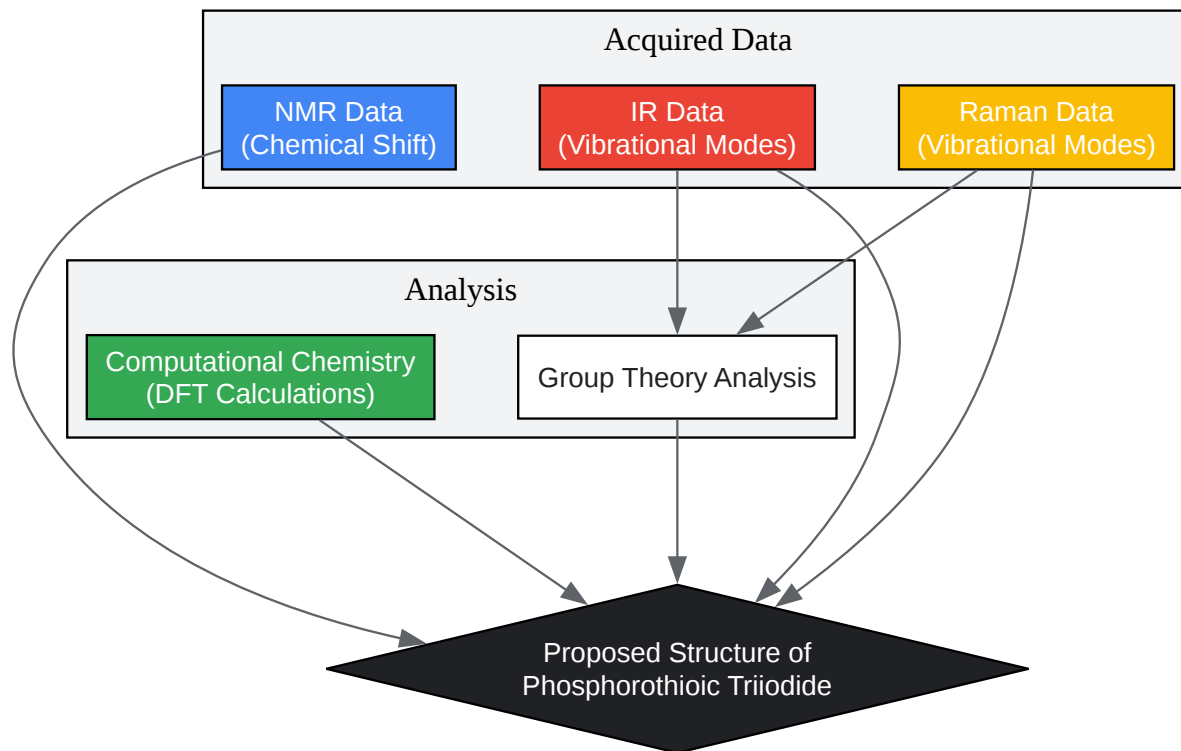 Acquired Data
NMR Data
(Chemical Shift)
IR Data
(Vibrational Modes)
Raman Data
(Vibrational Modes)
Analysis
Computational Chemistry
(DFT Calculations)
Group Theory Analysis
Proposed Structure of
Phosphorothioic Triiodide